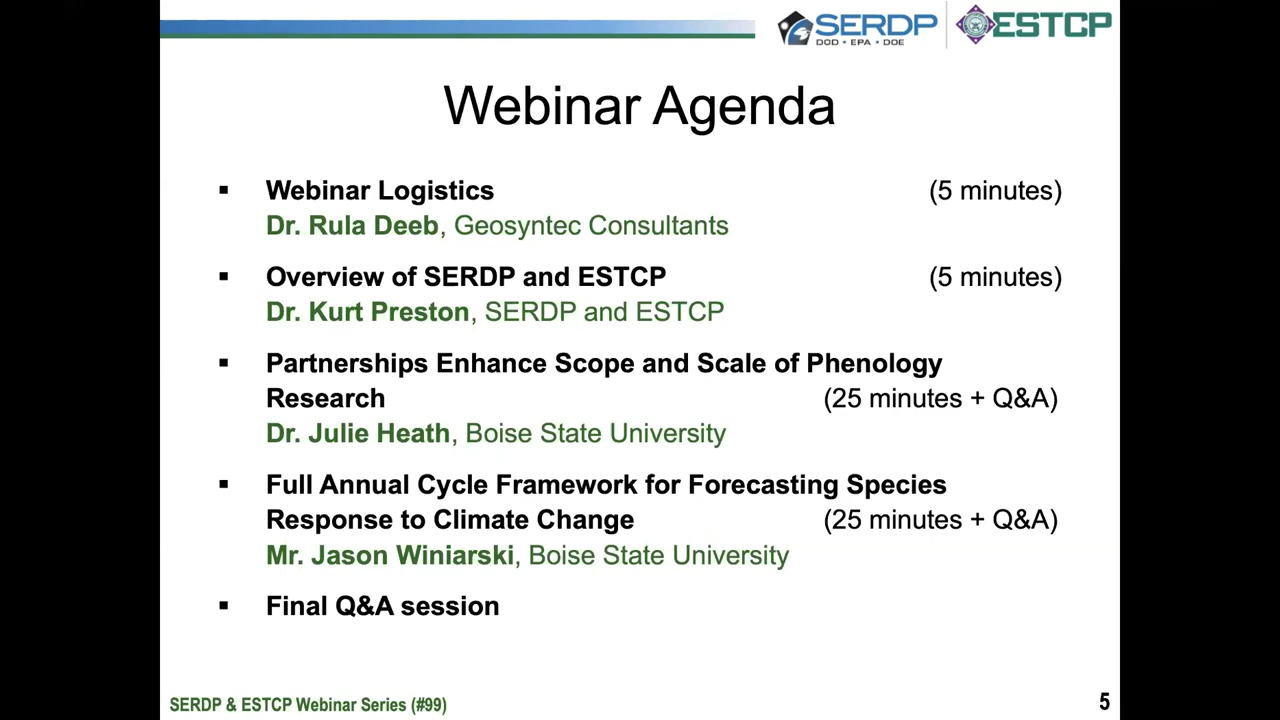 SERDP
DOD • EPA • DOE
ESTCP
Webinar Agenda
▪ Webinar Logistics (5 minutes)
Dr. Rula Deeb, Geosyntec Consultants
▪ Overview of SERDP and ESTCP (5 minutes)
Dr. Kurt Preston, SERDP and ESTCP
▪ Partnerships Enhance Scope and Scale of Phenology
Research (25 minutes + Q&A)
Dr. Julie Heath, Boise State University
▪ Full Annual Cycle Framework for Forecasting Species
Response to Climate Change (25 minutes + Q&A)
Mr. Jason Winiarski, Boise State University
▪ Final Q&A session
SERDP & ESTCP Webinar Series (#99)
5